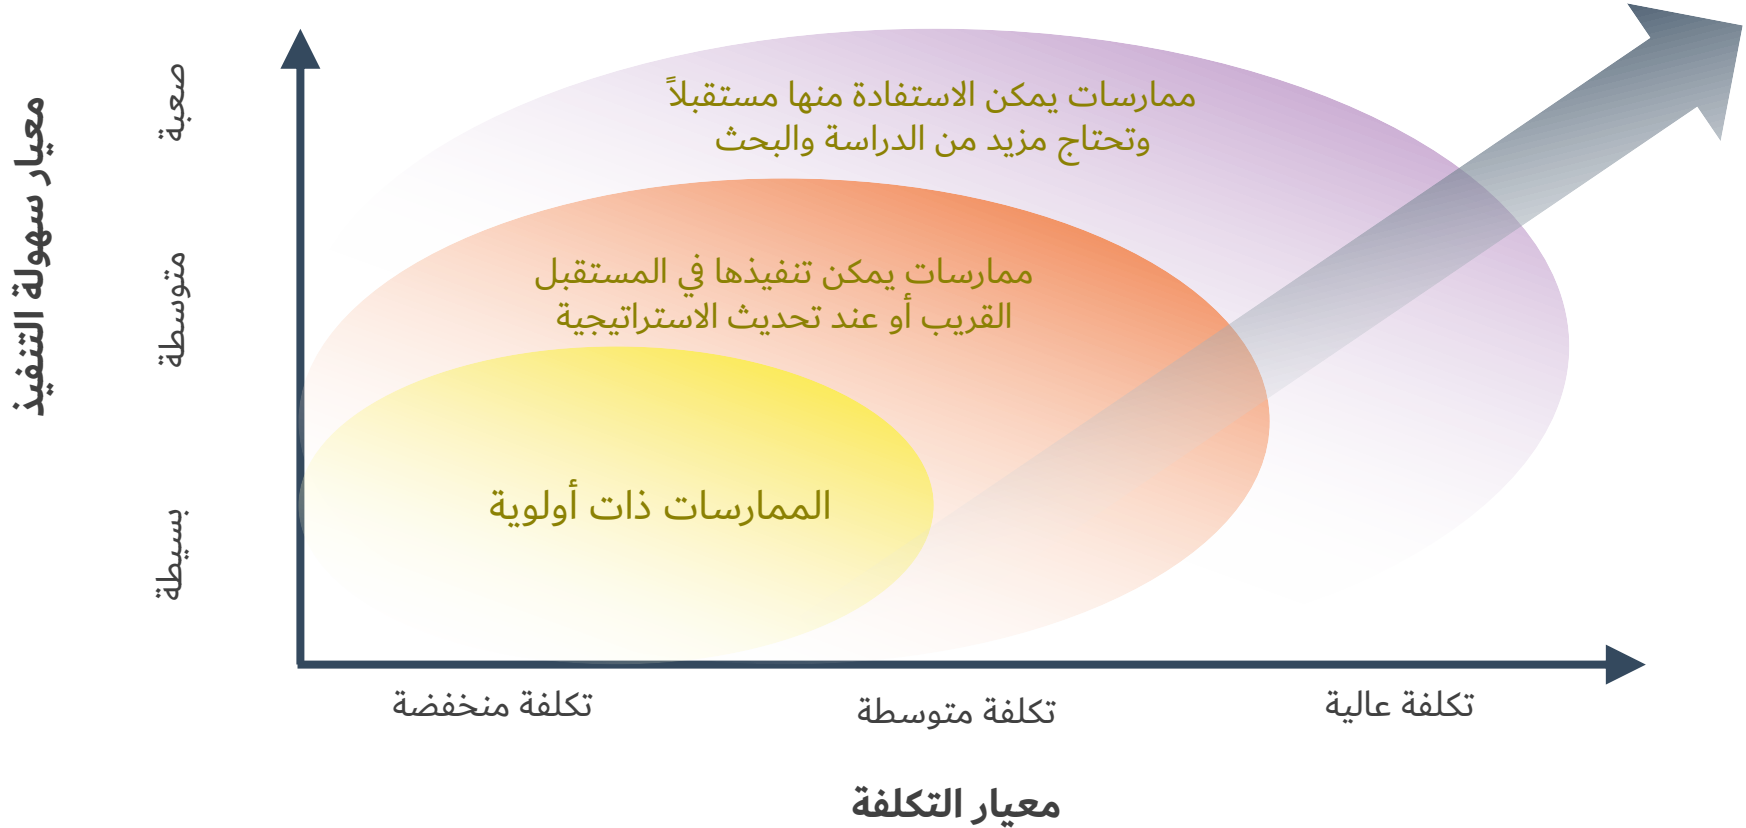 معيار سهولة التنفيذ
صعبة
متوسطة
بسيطة
ممارسات يمكن الاستفادة منها مستقبلاً
وتحتاج مزيد من الدراسة والبحث
ممارسات يمكن تنفيذها في المستقبل
القريب أو عند تحديث الاستراتيجية
الممارسات ذات أولوية
تكلفة منخفضة
تكلفة متوسطة
تكلفة عالية
معيار التكلفة